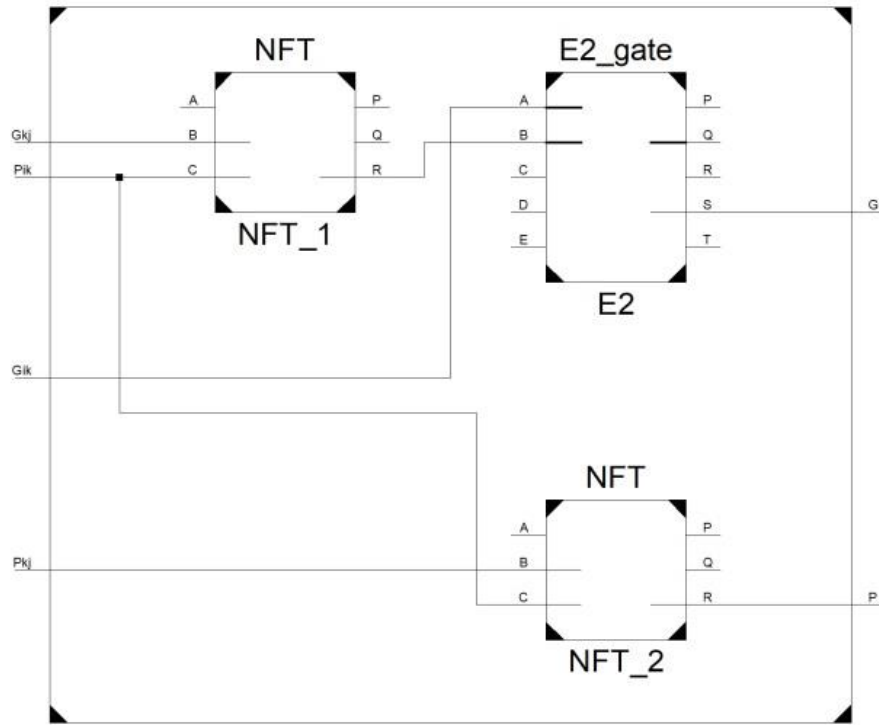 NFT E2_gate
A P A P
Gkj B Q B Q
Pik C R C R
NFT_1 D S G
E T
E2
Gik
NFT
A P
Pkj B Q
C R P
NFT_2